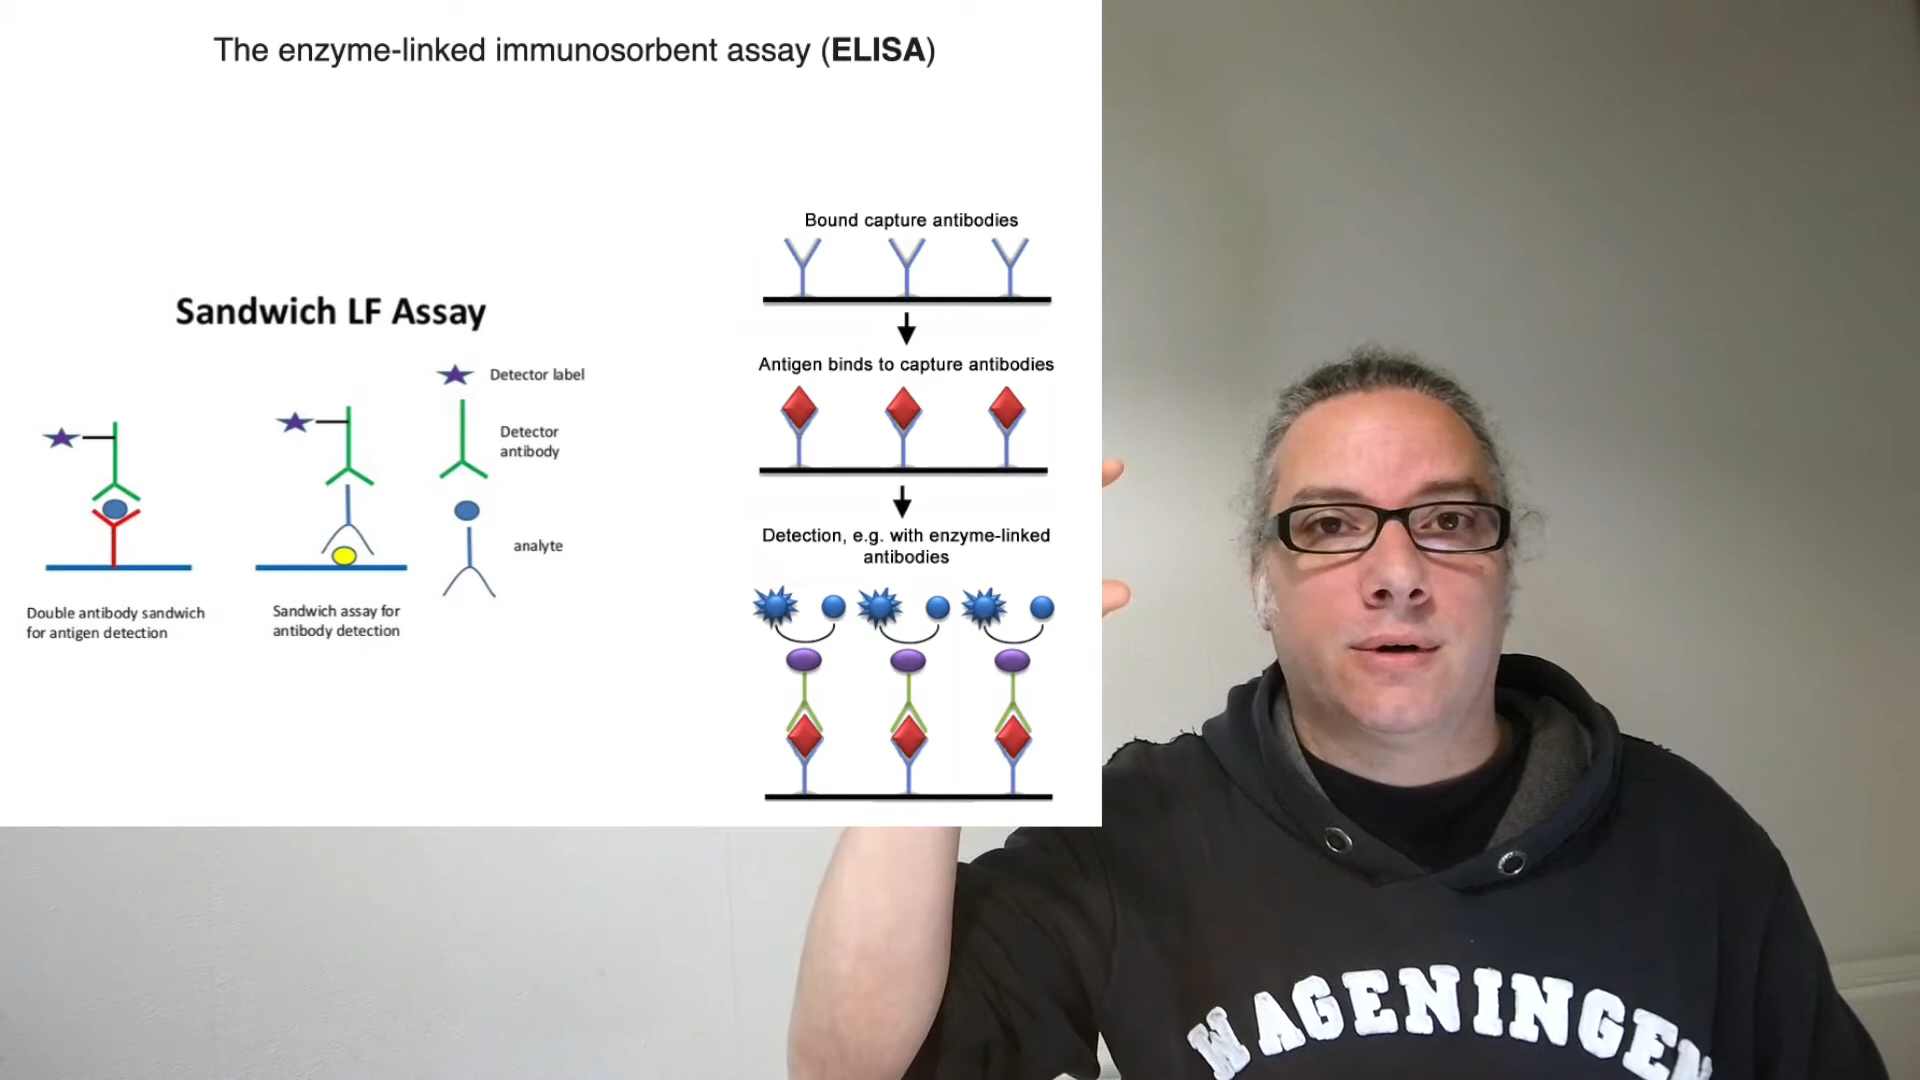 The enzyme-linked immunosorbent assay (ELISA)
Sandwich LF Assay
Detector label
Detector
antibody
analyte
Double antibody sandwich
for antigen detection
Sandwich assay for
antibody detection
Bound capture antibodies
Antigen binds to capture antibodies
Detection, e.g. with enzyme-linked
antibodies
WAGENINGEN